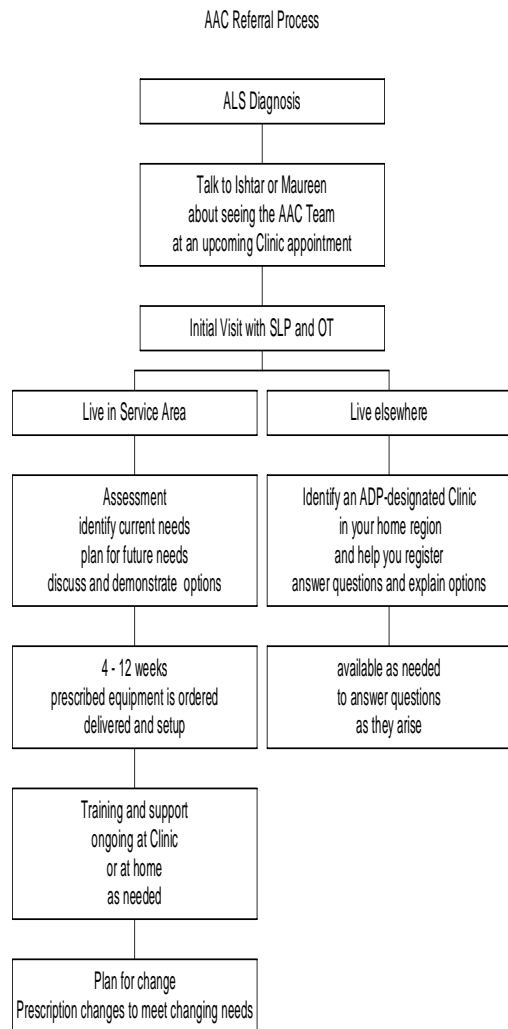 AAC Referral Process
ALS Diagnosis
Talk to Ishtar or Maureen
about seeing the AAC Team
at an upcoming Clinic appointment
Initial Visit with SLP and OT
Live in Service Area
Assessment
identify current needs
plan for future needs
discuss and demonstrate options
4 - 12 weeks
prescribed equipment is ordered
delivered and setup
Training and support
ongoing at Clinic
or at home
as needed
Plan for change
Prescription changes to meet changing needs
Live elsewhere
Identify an ADP-designated Clinic
in your home region
and help you register
answer questions and explain options
available as needed
to answer questions
as they arise